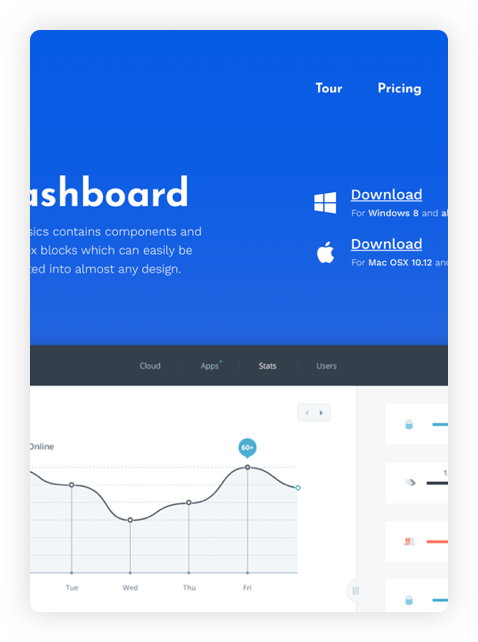 Tour Pricing
ashboard
Download
For Windows 8 and
sics contains components and
ex blocks which can easily be
ted into almost any design.
Download
For Mac OSX 10.12 and
Cloud Apps Stats Users
Online
60+
Tue Wed Thu Fri